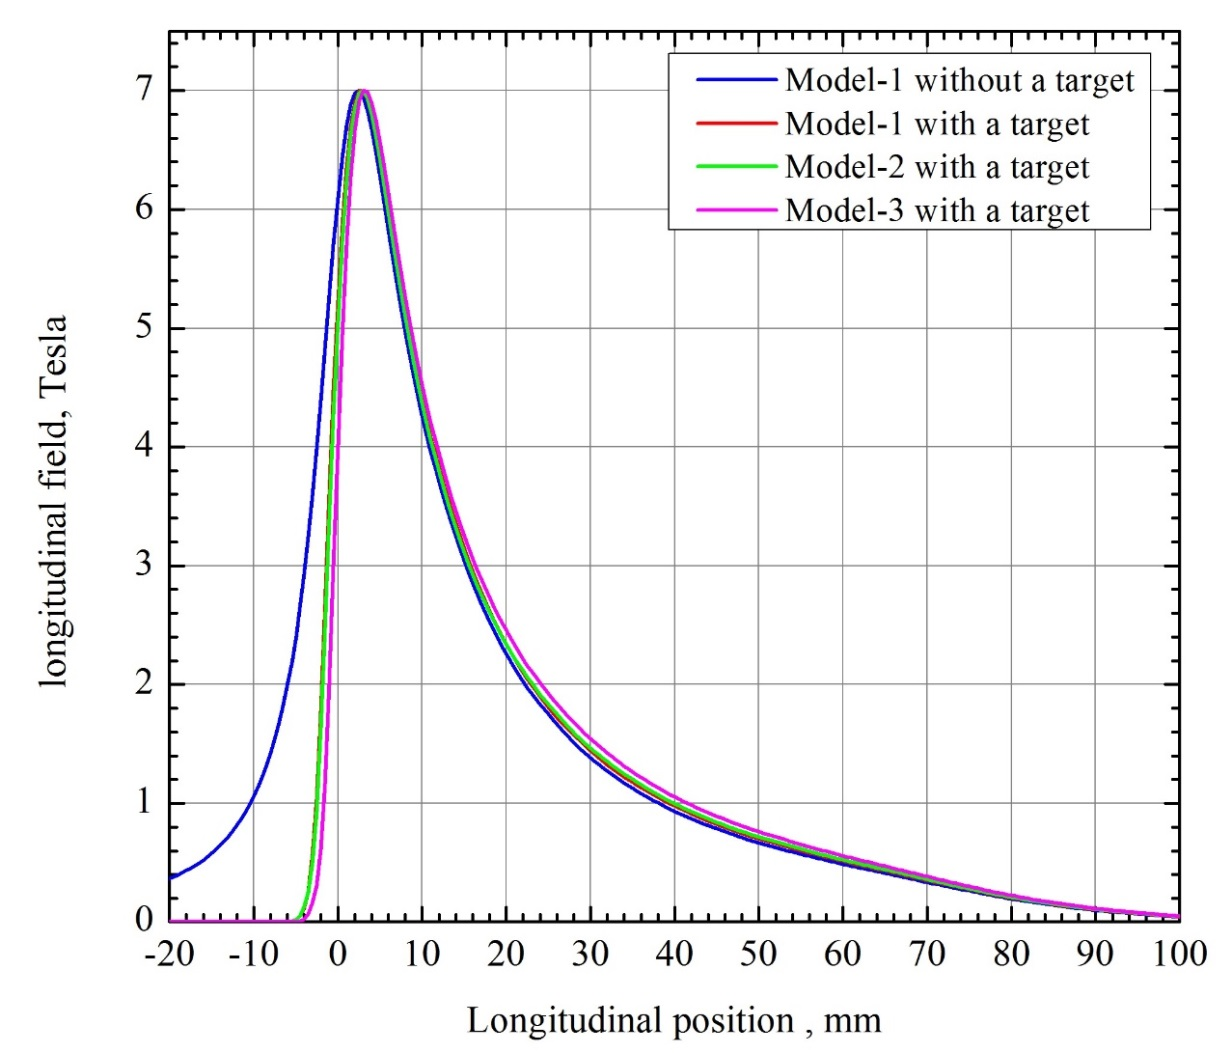 Model-1 without a target
Model-1 with a target
Model-2 with a target
Model-3 with a target
longitudinal field, Tesla
7
6
5
4
3
2
1
0
-20 -10 0 10 20 30 40 50 60 70 80 90 100
Longitudinal position , mm